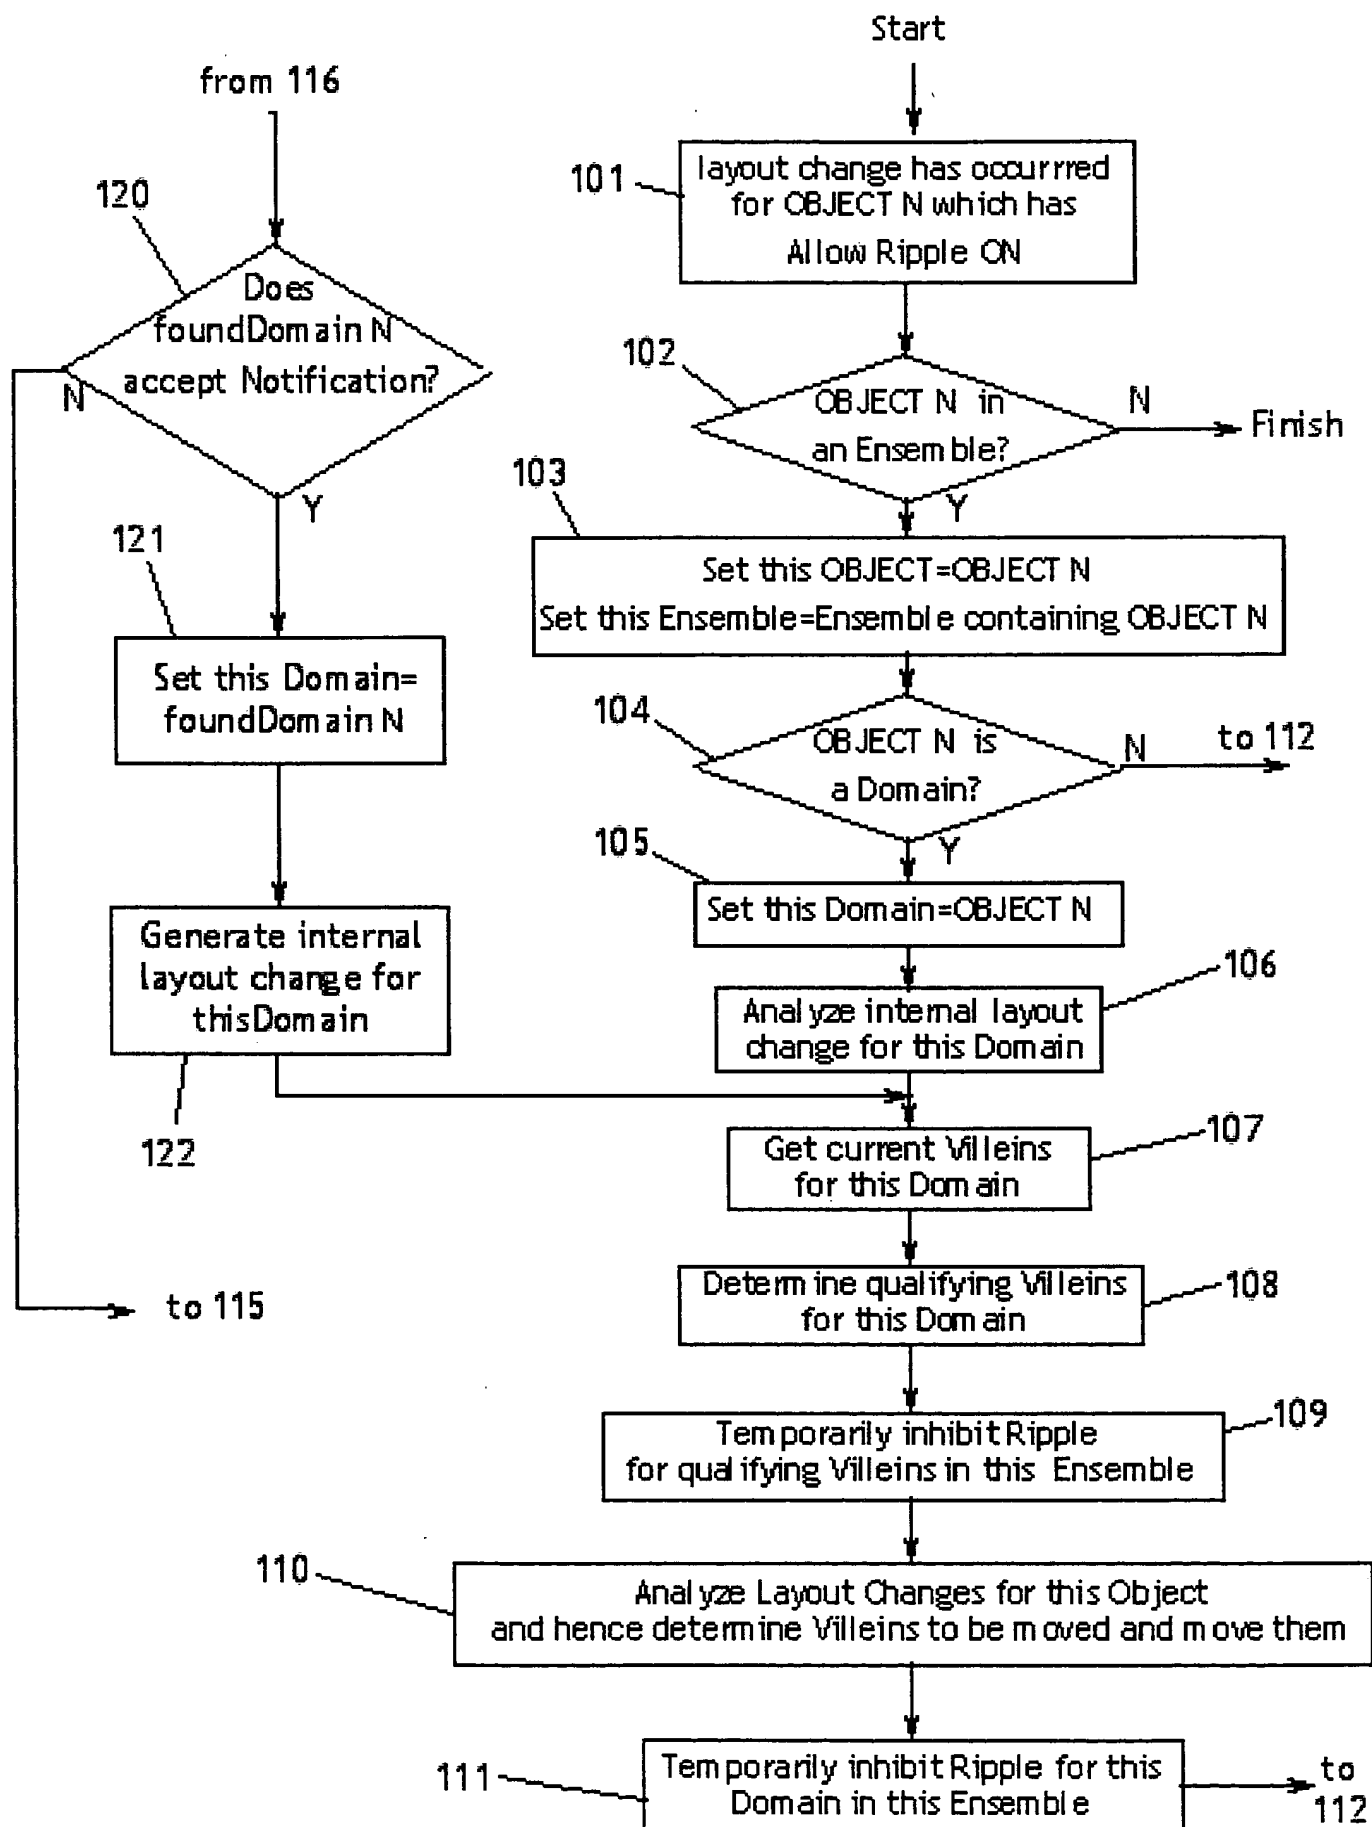 Start
from 116
120
Does
foundDomain N
accept Notification?
N
Y
121
Set this Domain=
foundDomain N
Generate internal
layout change for
thisDomain
122
to 115
101
layout change has occurrred
for OBJECT N which has
Allow Ripple ON
102
OBJECT N in
an Ensemble?
N
Finish
Y
103
Set this OBJECT=OBJECT N
Set this Ensemble=Ensemble containing OBJECT N
104
OBJECT N is
a Domain?
N
to 112
Y
105
Set this Domain=OBJECT N
106
Analyze internal layout
change for this Domain
107
Get current Villeins
for this Domain
108
Determine qualifying Villeins
for this Domain
109
Temporarily inhibit Ripple
for qualifying Villeins in this Ensemble
110
Analyze Layout Changes for this Object
and hence determine Villeins to be moved and move them
111
Temporarily inhibit Ripple for this
Domain in this Ensemble
to
112